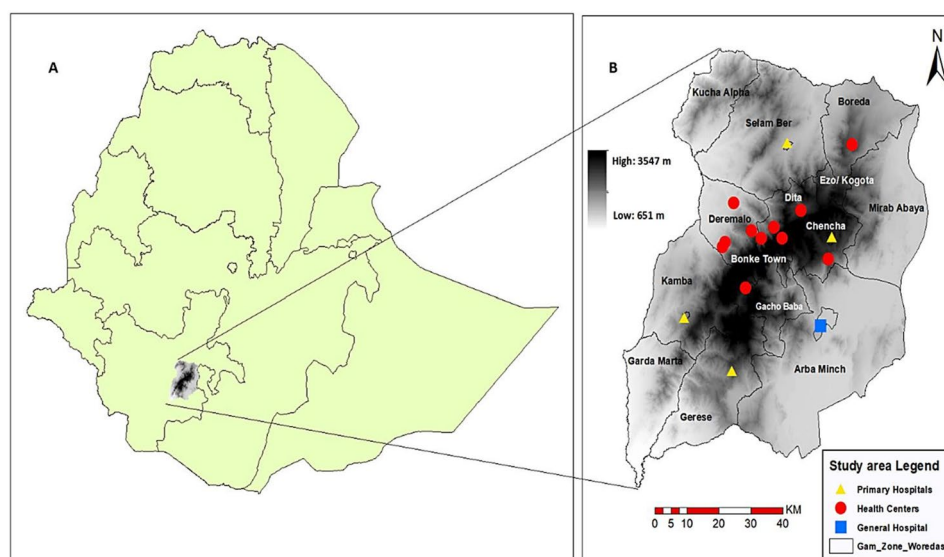 A
B
N
Kucha Alpha
Boreda
Selam Ber
High: 3547 m
Low: 651 m
Ezo/ Kogota
Dita
Mirab Abaya
Deremalo
Chencha
Bonke Town
Kamba
Gacho Baba
Garda Marta
Arba Minch
Gerese
Study area Legend
Primary Hospitals
Health Centers
General Hospital
Gam_Zone_Woredas
KM
0 5 10 20 30 40